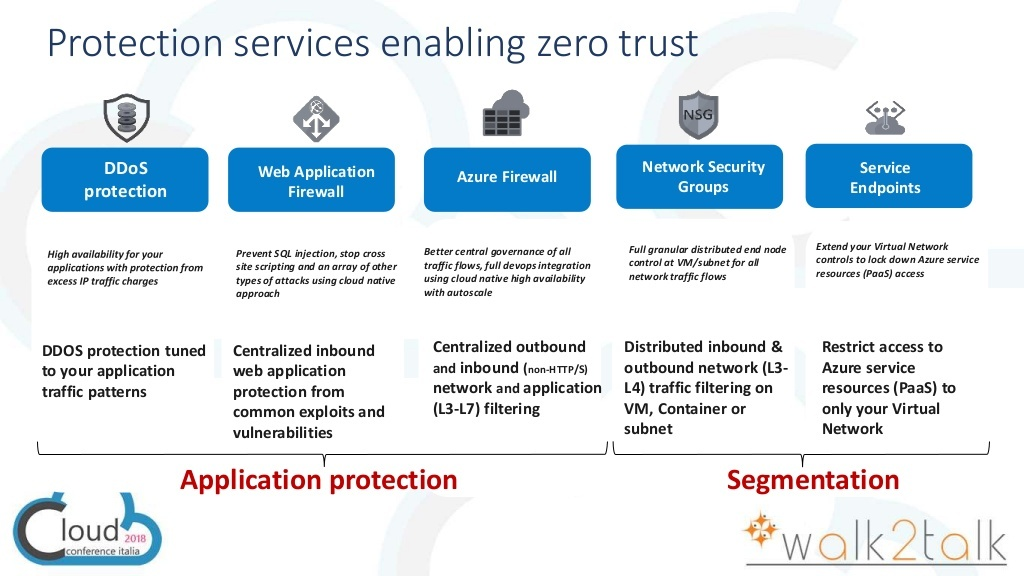 Protection services enabling zero trust
NSG
DDoS
protection
Web Application
Firewall
Azure Firewall
Network Security
Groups
Service
Endpoints
High availability for your
applications with protection from
excess IP traffic charges
Prevent SQL injection, stop cross
site scripting and an array of other
types of attacks using cloud native
approach
Better central governance of all
traffic flows, full devops integration
using cloud native high availability
with autoscale
Full granular distributed end node
control at VM/subnet for all
network traffic flows
Extend your Virtual Network
controls to lock down Azure service
resources (PaaS) access
DDOS protection tuned
to your application
traffic patterns
Centralized inbound
web application
protection from
common exploits and
vulnerabilities
Centralized outbound
and inbound (non-HTTP/S)
network and application
(L3-L7) filtering
Distributed inbound &
outbound network (L3-
L4) traffic filtering on
VM, Container or
subnet
Restrict access to
Azure service
resources (PaaS) to
only your Virtual
Network
Application protection
Segmentation
Cloud 2018
conference italia
walk2talk